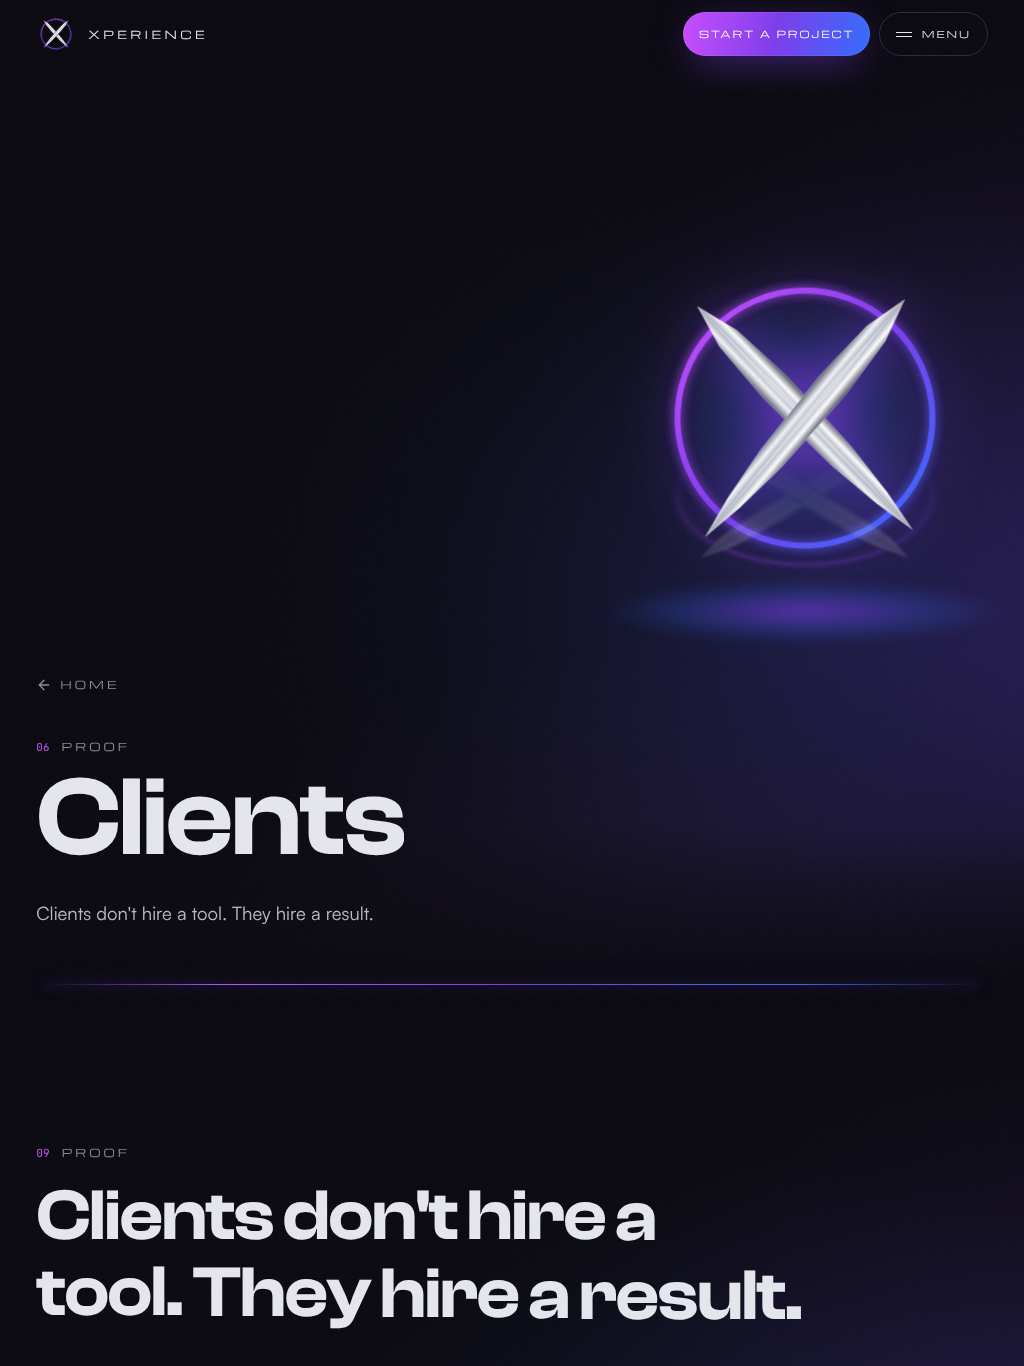 XPERIENCE
START A PROJECT
MENU
HOME
06 PROOF
Clients
Clients don't hire a tool. They hire a result.
09 PROOF
Clients don't hire a
tool. They hire a result.